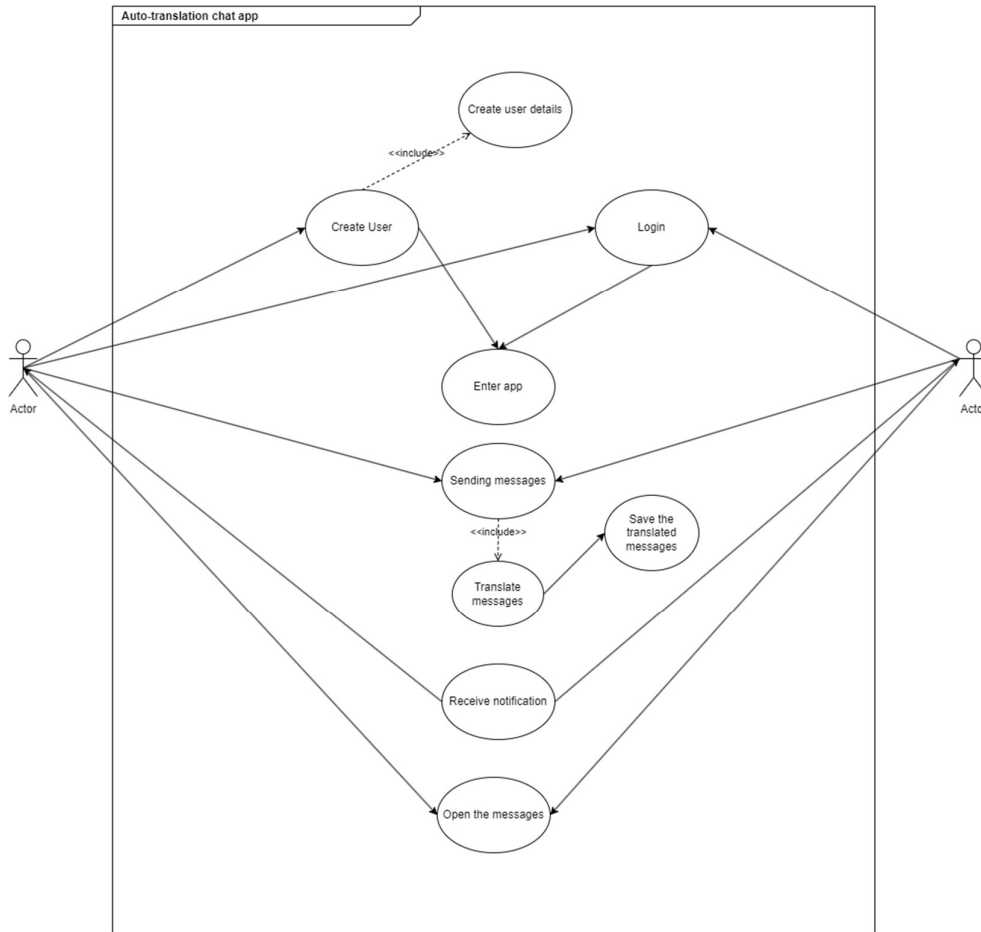 Auto-translation chat app
Create user details
<<include>>
Create User
Login
Actor
Enter app
Sending messages
<<include>>
Save the
translated
messages
Translate
messages
Receive notification
Open the messages